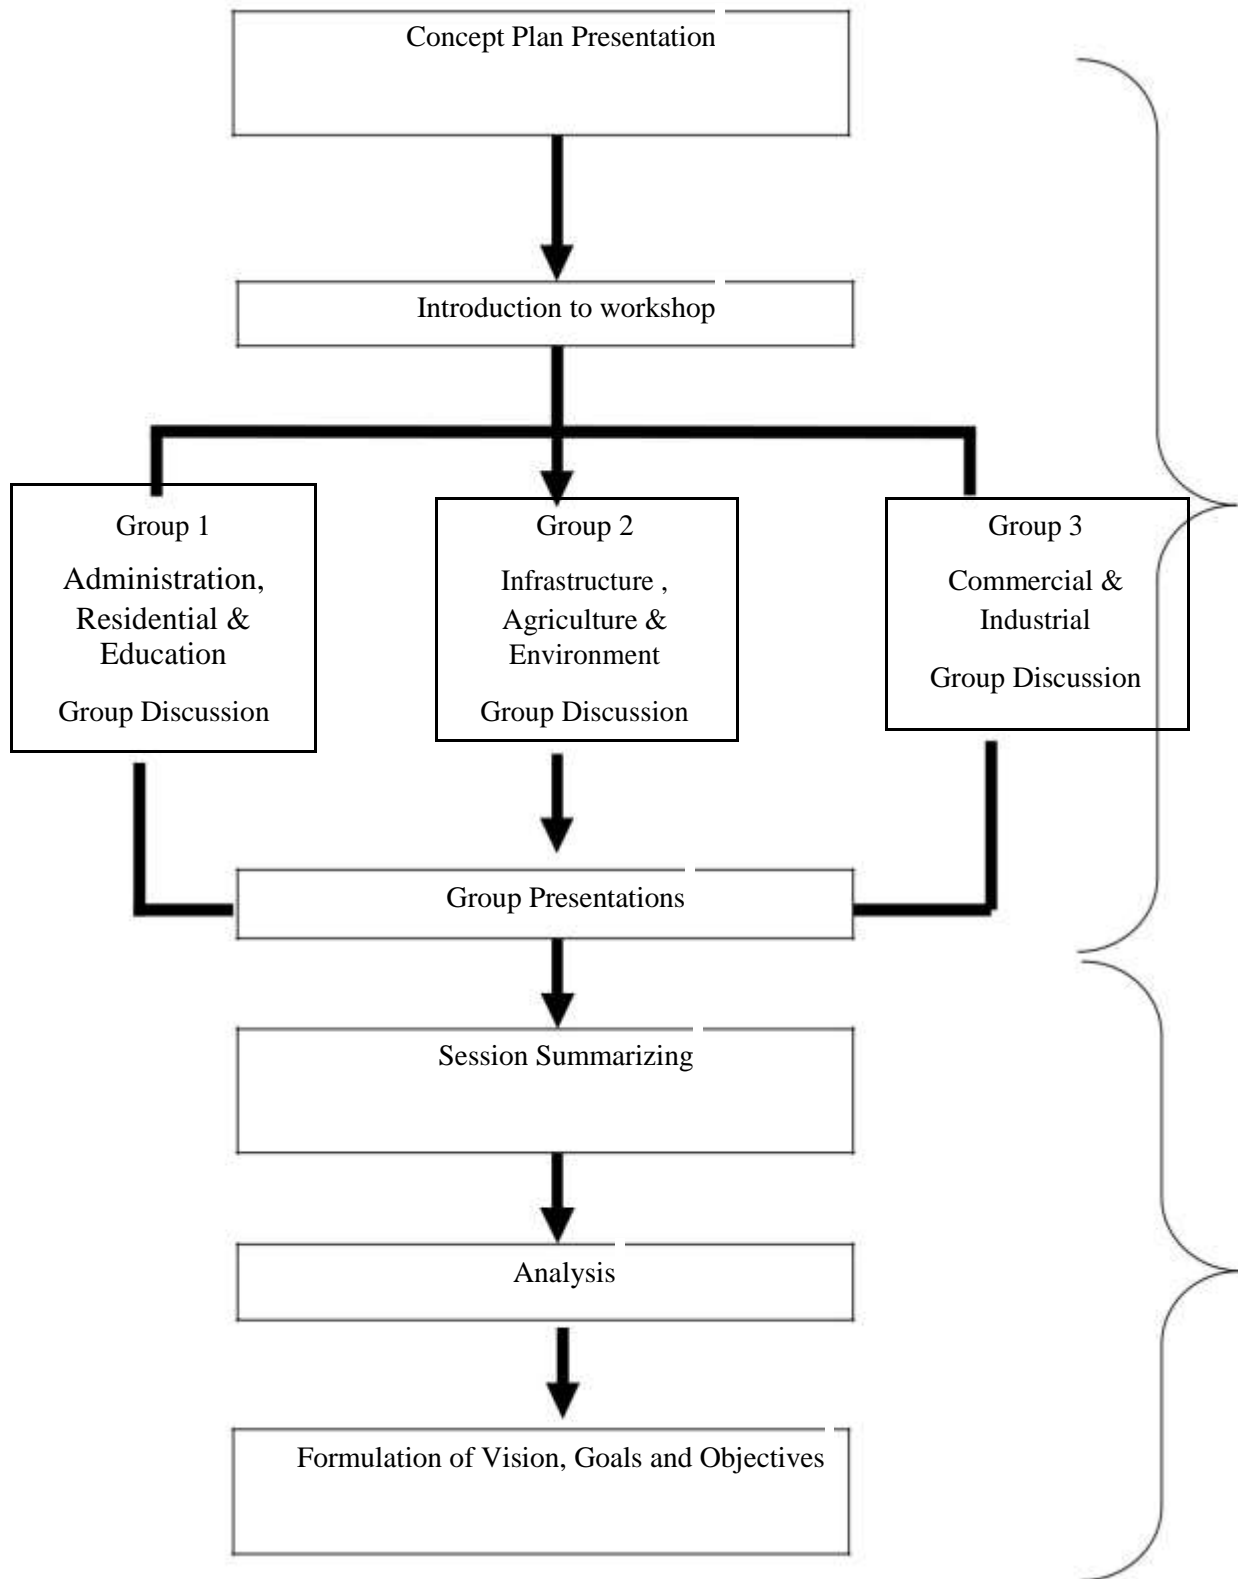 Concept Plan Presentation
Introduction to workshop
Group 1
Administration,
Residential &
Education
Group Discussion
Group 2
Infrastructure ,
Agriculture &
Environment
Group Discussion
Group 3
Commercial &
Industrial
Group Discussion
Group Presentations
Session Summarizing
Analysis
Formulation of Vision, Goals and Objectives